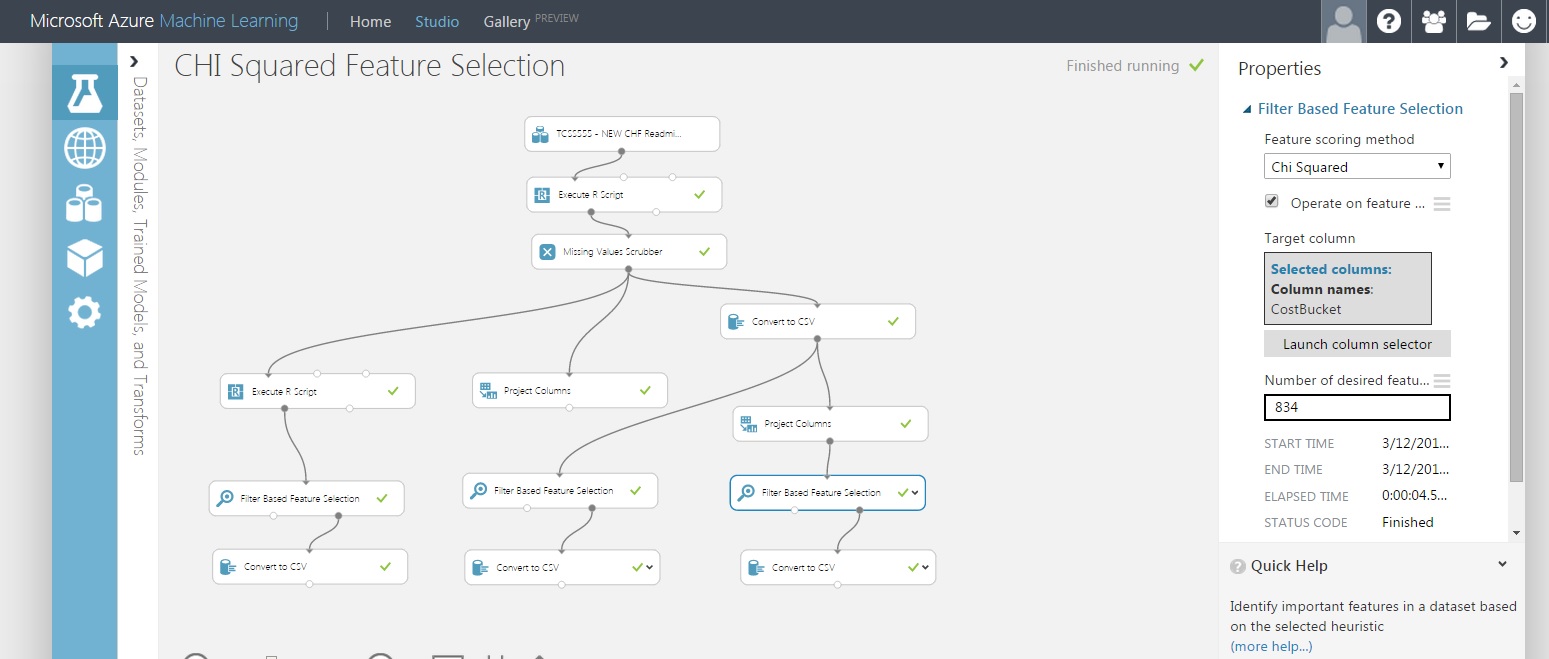 Microsoft Azure Machine Learning Home Studio Gallery PREVIEW
Datasets, Modules, Trained Models, and Transforms
CHI Squared Feature Selection
Finished running
TCSS555 - NEW CHF Readmi...
Execute R Script
Missing Values Scrubber
Convert to CSV
Execute R Script
Project Columns
Project Columns
Filter Based Feature Selection
Filter Based Feature Selection
Filter Based Feature Selection
Convert to CSV
Convert to CSV
Convert to CSV
Properties
Filter Based Feature Selection
Feature scoring method
Chi Squared
Operate on feature ...
Target column
Selected columns:
Column names:
CostBucket
Launch column selector
Number of desired featu...
834
START TIME 3/12/201...
END TIME 3/12/201...
ELAPSED TIME 0:00:04.5...
STATUS CODE Finished
? Quick Help
Identify important features in a dataset based
on the selected heuristic
(more help...)